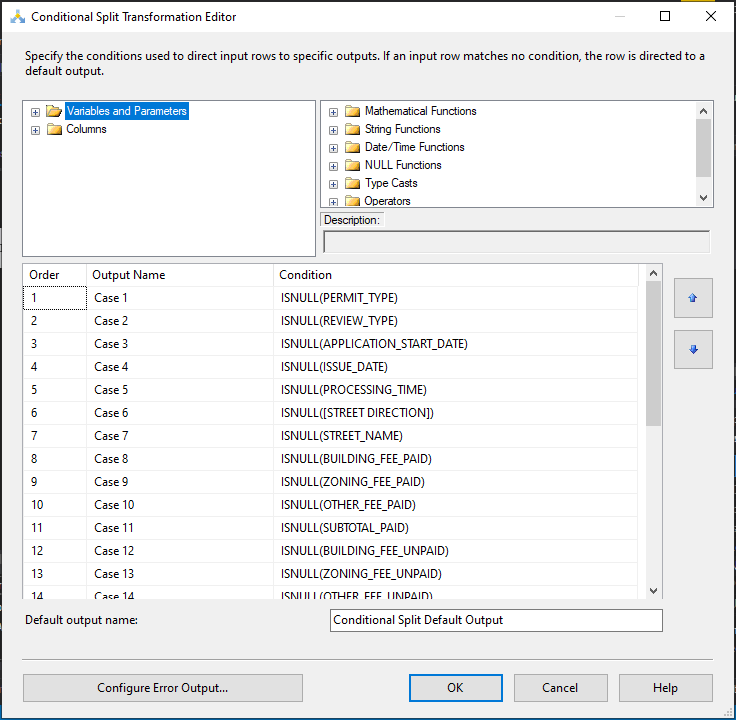 Conditional Split Transformation Editor
Specify the conditions used to direct input rows to specific outputs. If an input row matches no condition, the row is directed to a
default output.
Variables and Parameters
Columns
Mathematical Functions
String Functions
Date/Time Functions
NULL Functions
Type Casts
Operators
Description:
Order Output Name Condition
1 Case 1 ISNULL(PERMIT_TYPE)
2 Case 2 ISNULL(REVIEW_TYPE)
3 Case 3 ISNULL(APPLICATION_START_DATE)
4 Case 4 ISNULL(ISSUE_DATE)
5 Case 5 ISNULL(PROCESSING_TIME)
6 Case 6 ISNULL([STREET DIRECTION])
7 Case 7 ISNULL(STREET_NAME)
8 Case 8 ISNULL(BUILDING_FEE_PAID)
9 Case 9 ISNULL(ZONING_FEE_PAID)
10 Case 10 ISNULL(OTHER_FEE_PAID)
11 Case 11 ISNULL(SUBTOTAL_PAID)
12 Case 12 ISNULL(BUILDING_FEE_UNPAID)
13 Case 13 ISNULL(ZONING_FEE_UNPAID)
14 Case 14 ISNULL(OTHER_FEE_UNPAID)
Default output name: Conditional Split Default Output
Configure Error Output... OK Cancel Help